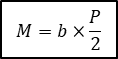 M = b × P/2